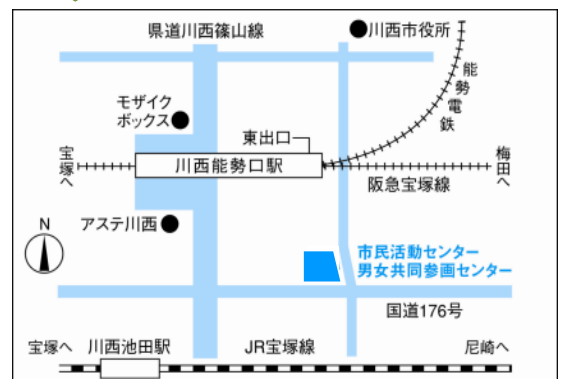 県道川西篠山線
川西市役所
能勢電鉄
モザイク
ボックス
東出口
宝塚へ
川西能勢口駅
梅田へ
阪急宝塚線
N
アステ川西
市民活動センター
男女共同参画センター
国道176号
宝塚へ
川西池田駅
JR宝塚線
尼崎へ